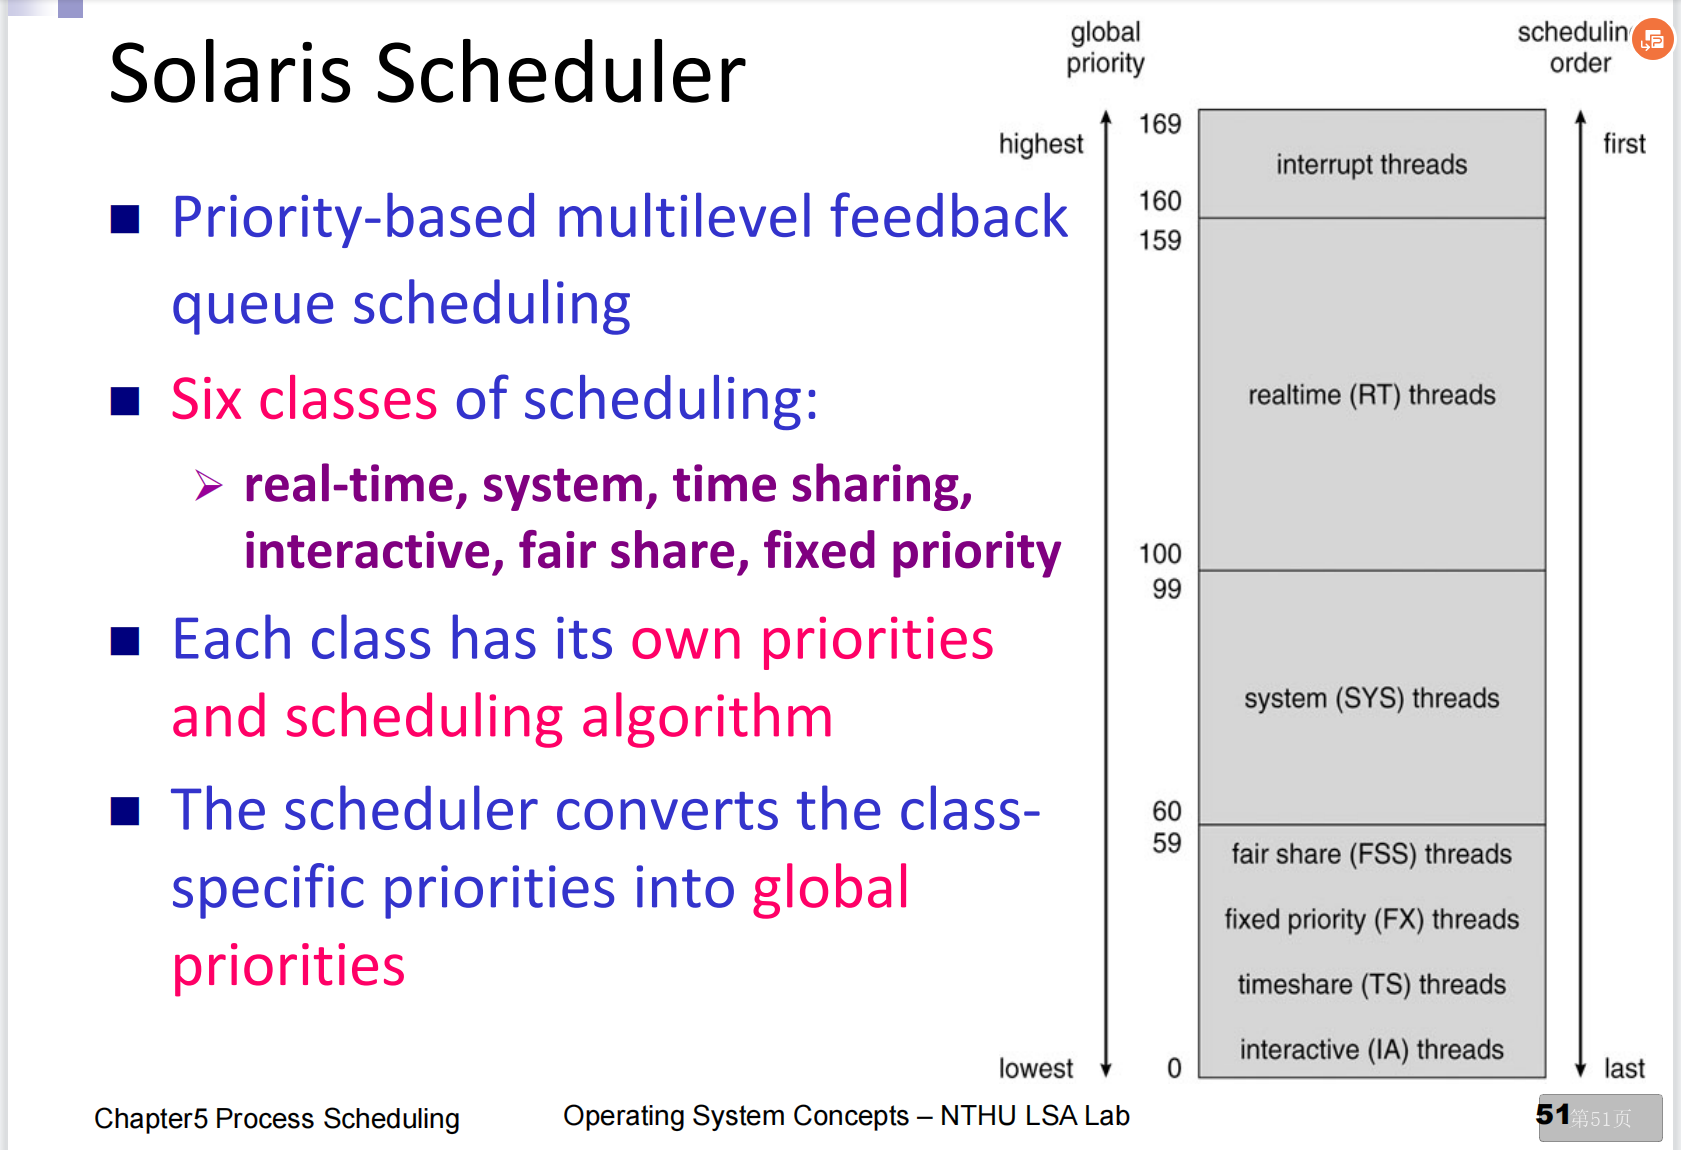 Solaris Scheduler
Priority-based multilevel feedback
queue scheduling
Six classes of scheduling:
real-time, system, time sharing,
interactive, fair share, fixed priority
Each class has its own priorities
and scheduling algorithm
The scheduler converts the class-
specific priorities into global
priorities
global
priority
schedulin
order
highest
first
169
interrupt threads
160
159
realtime (RT) threads
100
99
system (SYS) threads
60
59
fair share (FSS) threads
fixed priority (FX) threads
timeshare (TS) threads
interactive (IA) threads
lowest
0
last
Chapter5 Process Scheduling
Operating System Concepts – NTHU LSA Lab
51
第51页